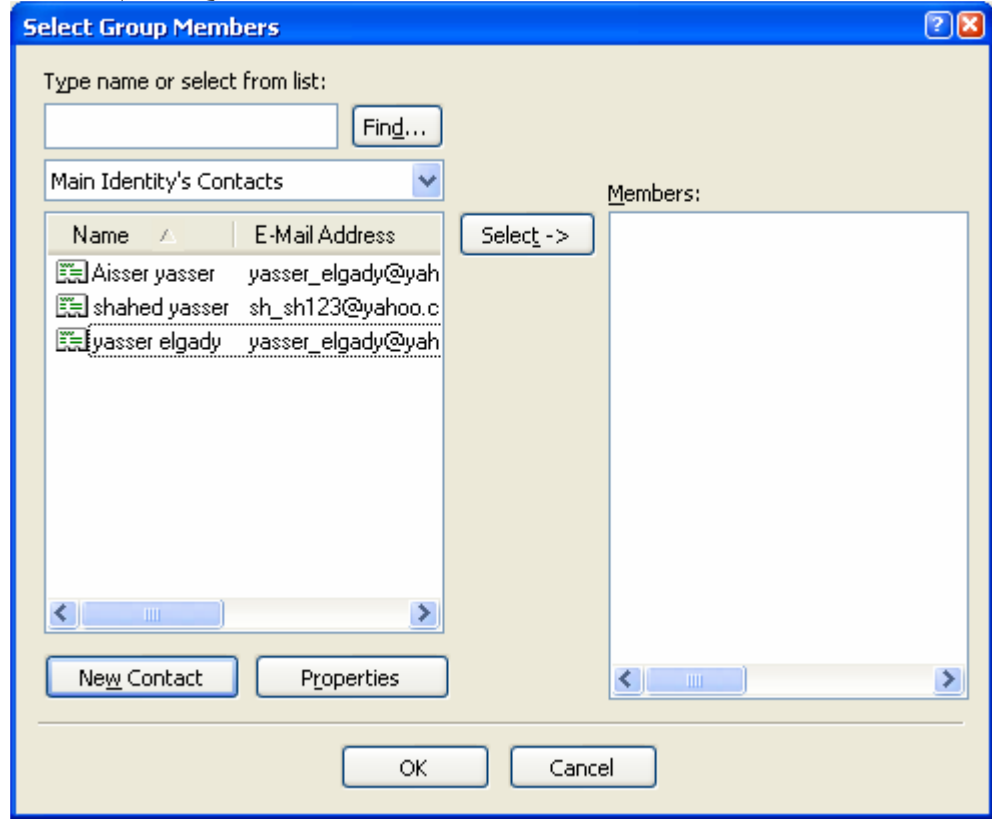 Select Group Members
Type name or select from list:
Find...
Main Identity's Contacts
Members:
Name E-Mail Address
Select ->
Aisser yasser yasser_elgady@yah
shahed yasser sh_sh123@yahoo.c
yasser elgady yasser_elgady@yah
New Contact Properties
OK Cancel